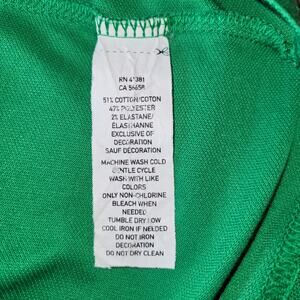 RN 41381
CA 56658
51% COTTON/COTON
47% POLYESTER
2% ELASTANE/
ÉLASTHANNE
EXCLUSIVE OF
DECORATION
SAUF DÉCORATION
MACHINE WASH COLD
GENTLE CYCLE
WASH WITH LIKE
COLORS
ONLY NON-CHLORINE
BLEACH WHEN
NEEDED
TUMBLE DRY LOW
COOL IRON IF NEEDED
DO NOT IRON
DECORATION
DO NOT DRY CLEAN